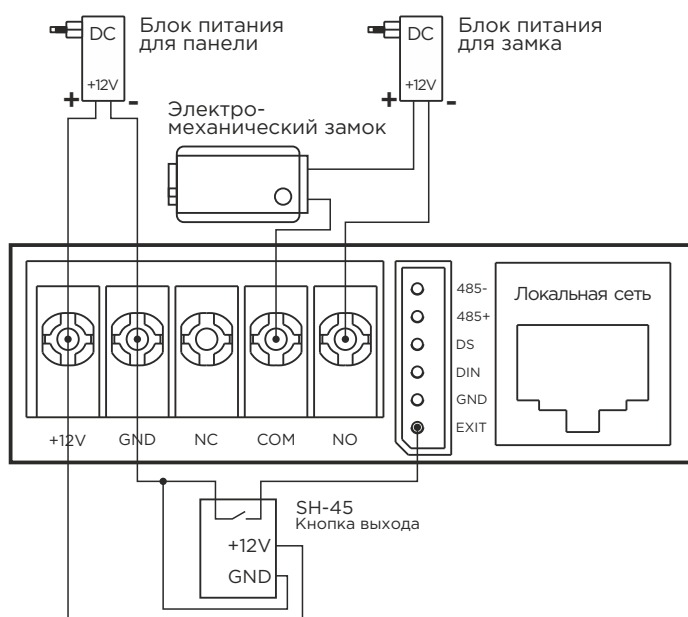 Блок питания
для панели
DC
+12V
+ -
Блок питания
для замка
DC
+12V
+ -
Электро-
механический замок
485-
485+
DS
DIN
GND
EXIT
Локальная сеть
+12V GND NC COM NO
SH-45
Кнопка выхода
+12V
GND